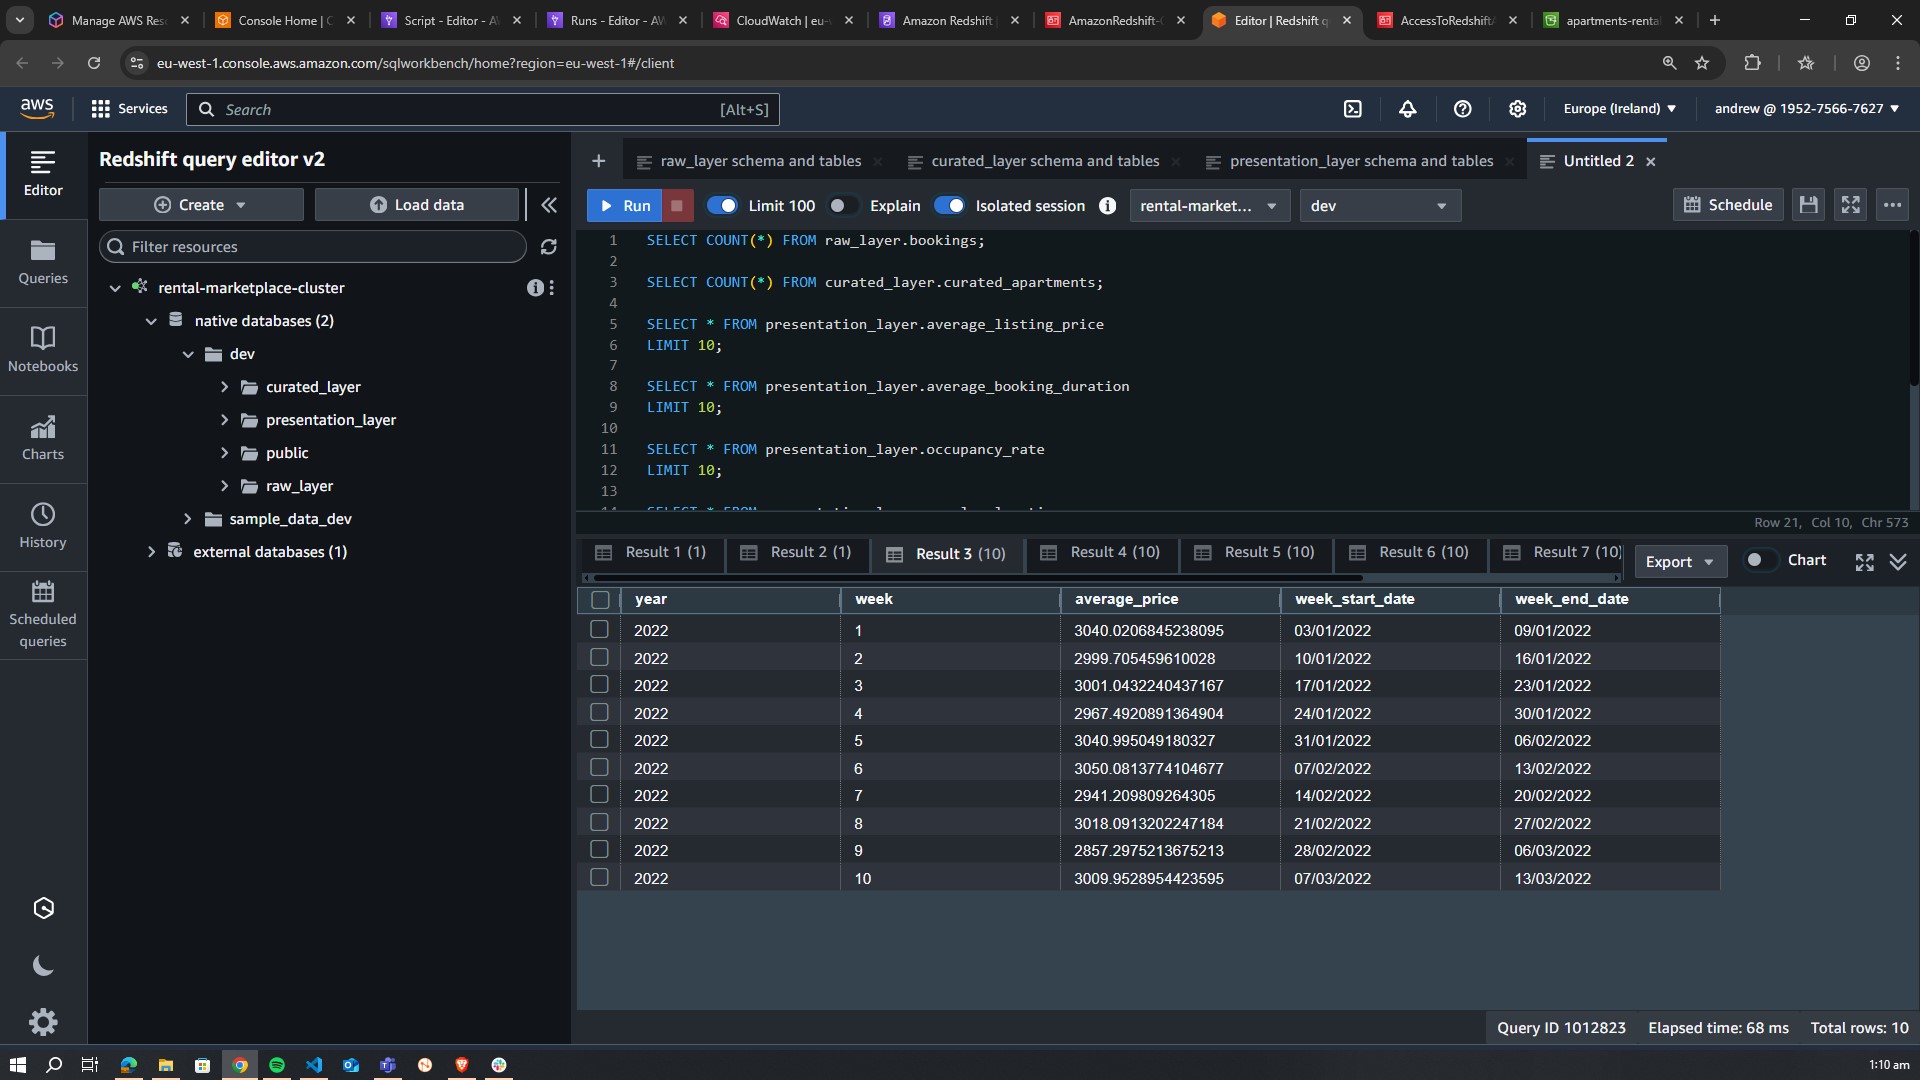 Manage AWS Res
Console Home | C
Script - Editor - A
Runs - Editor - AW
CloudWatch | eu-
Amazon Redshift
AmazonRedshift-C
Editor | Redshift q
AccessToRedshift
apartments-renta
eu-west-1.console.aws.amazon.com/sqlworkbench/home?region=eu-west-1#/client
aws
Services
Search
[Alt+S]
Europe (Ireland)
andrew @ 1952-7566-7627
Editor
Queries
Notebooks
Charts
History
Scheduled
queries
Redshift query editor v2
Create
Load data
Filter resources
rental-marketplace-cluster
native databases (2)
dev
curated_layer
presentation_layer
public
raw_layer
sample_data_dev
external databases (1)
raw_layer schema and tables
curated_layer schema and tables
presentation_layer schema and tables
Untitled 2
Run
Limit 100
Explain
Isolated session
rental-market...
dev
Schedule
1 SELECT COUNT(*) FROM raw_layer.bookings;
2
3 SELECT COUNT(*) FROM curated_layer.curated_apartments;
4
5 SELECT * FROM presentation_layer.average_listing_price
6 LIMIT 10;
7
8 SELECT * FROM presentation_layer.average_booking_duration
9 LIMIT 10;
10
11 SELECT * FROM presentation_layer.occupancy_rate
12 LIMIT 10;
13
Row 21, Col 10, Chr 573
Result 1 (1)
Result 2 (1)
Result 3 (10)
Result 4 (10)
Result 5 (10)
Result 6 (10)
Result 7 (10)
Export
Chart
year week average_price week_start_date week_end_date
2022 1 3040.0206845238095 03/01/2022 09/01/2022
2022 2 2999.705459610028 10/01/2022 16/01/2022
2022 3 3001.0432240437167 17/01/2022 23/01/2022
2022 4 2967.4920891364904 24/01/2022 30/01/2022
2022 5 3040.995049180327 31/01/2022 06/02/2022
2022 6 3050.0813774104677 07/02/2022 13/02/2022
2022 7 2941.209809264305 14/02/2022 20/02/2022
2022 8 3018.0913202247184 21/02/2022 27/02/2022
2022 9 2857.2975213675213 28/02/2022 06/03/2022
2022 10 3009.9528954423595 07/03/2022 13/03/2022
Query ID 1012823
Elapsed time: 68 ms
Total rows: 10
1:10 am